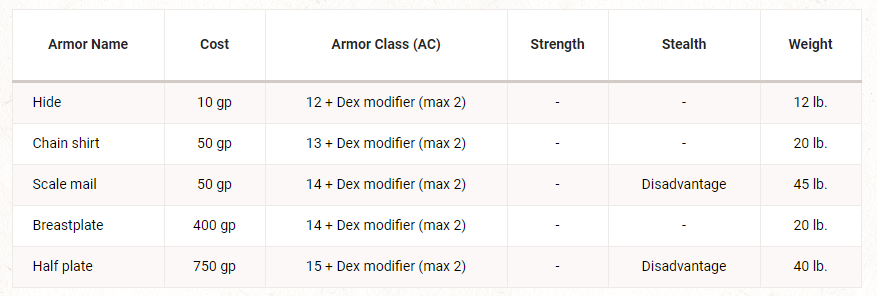 Armor Name Cost Armor Class (AC) Strength Stealth Weight
Hide 10 gp 12 + Dex modifier (max 2) - - 12 lb.
Chain shirt 50 gp 13 + Dex modifier (max 2) - - 20 lb.
Scale mail 50 gp 14 + Dex modifier (max 2) - Disadvantage 45 lb.
Breastplate 400 gp 14 + Dex modifier (max 2) - - 20 lb.
Half plate 750 gp 15 + Dex modifier (max 2) - Disadvantage 40 lb.